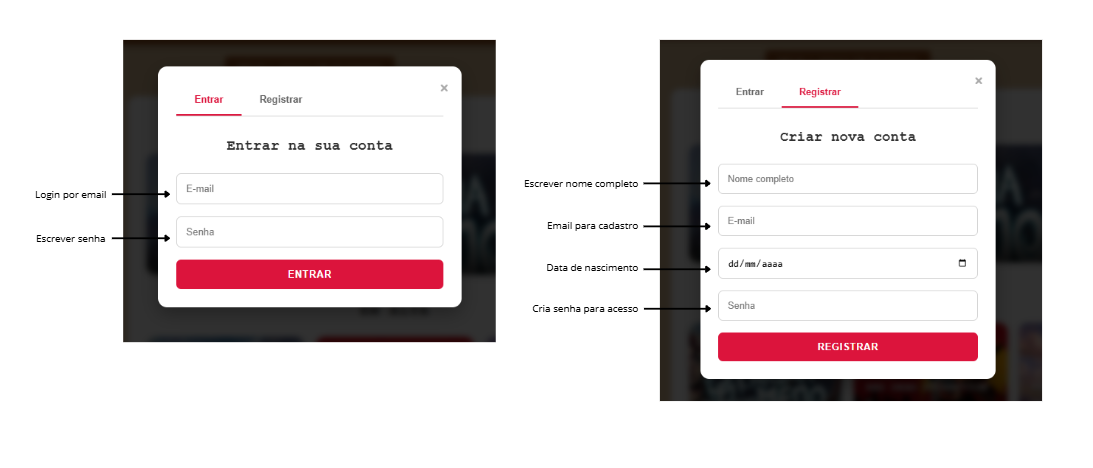 ×
Entrar Registrar
Entrar na sua conta
Login por email
E-mail
Escrever senha
Senha
ENTRAR
×
Entrar Registrar
Criar nova conta
Escrever nome completo
Nome completo
Email para cadastro
E-mail
Data de nascimento
dd/mm/aaaa
Cria senha para acesso
Senha
REGISTRAR